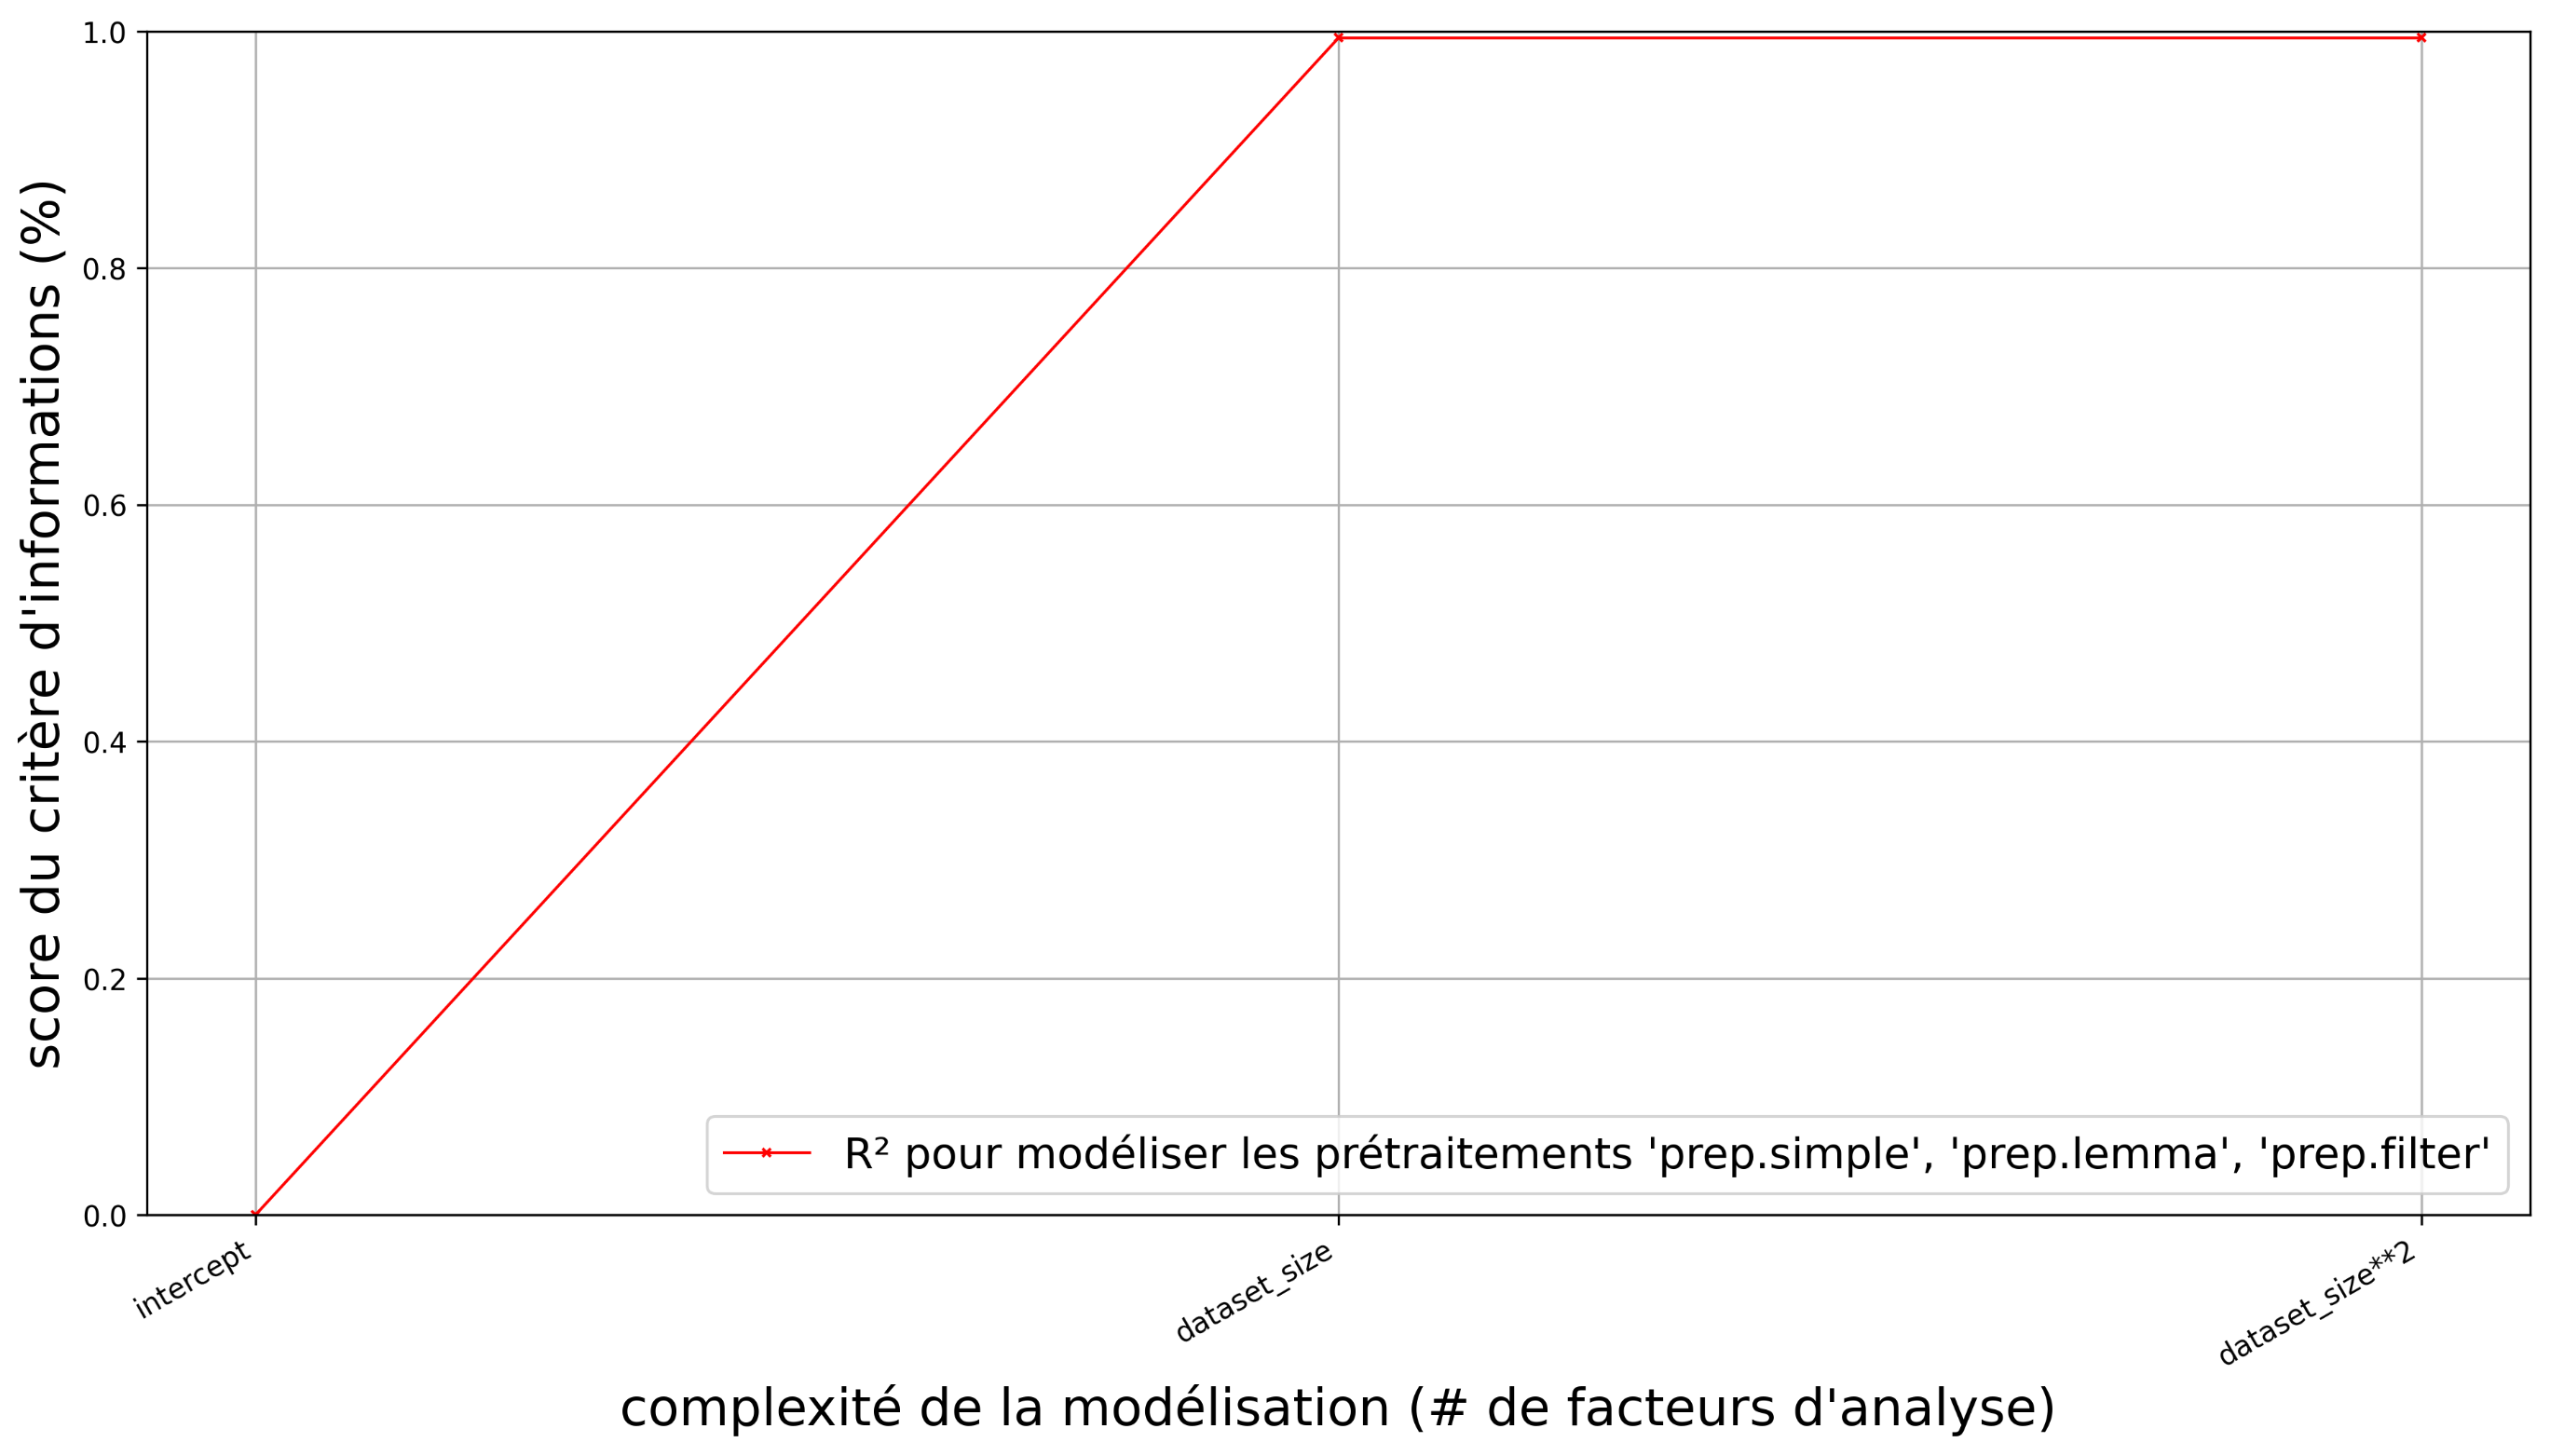 score du critère d'informations (%)
1.0
0.8
0.6
0.4
0.2
0.0
R² pour modéliser les prétraitements 'prep.simple', 'prep.lemma', 'prep.filter'
intercept
dataset_size
dataset_size**2
complexité de la modélisation (# de facteurs d'analyse)